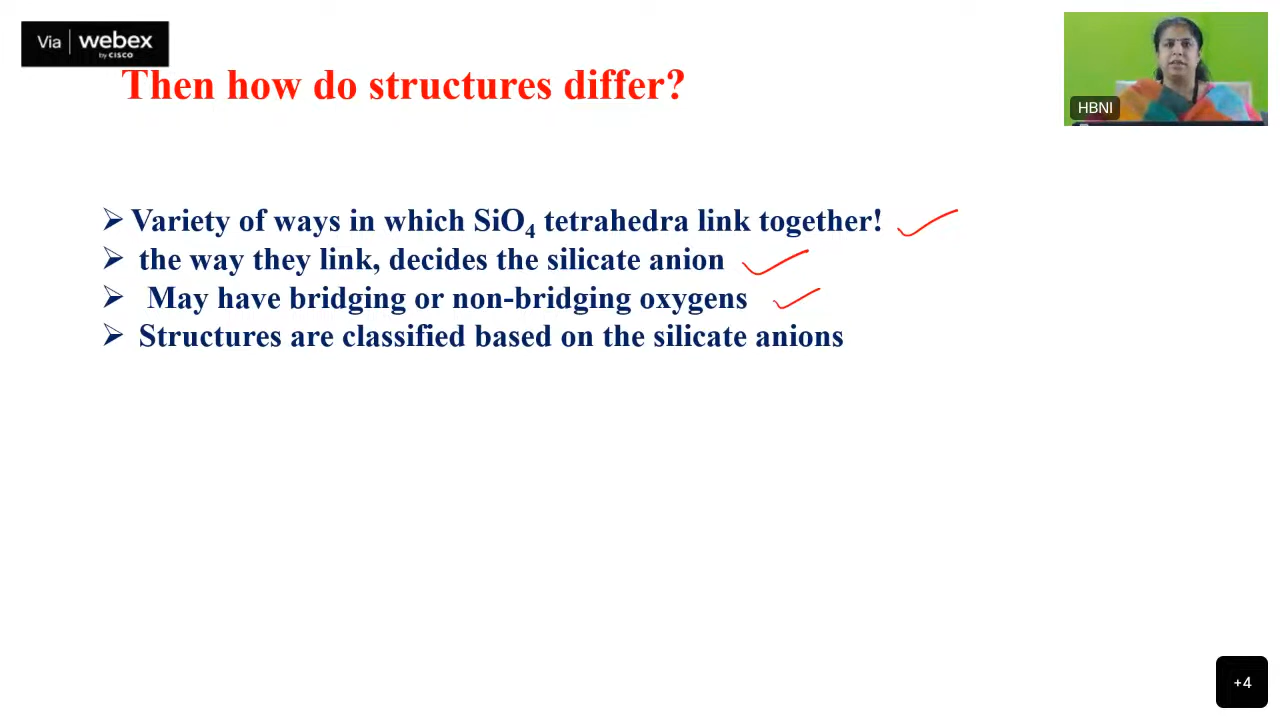 Via | webex
by CISCO
Then how do structures differ?
HBNI
➢ Variety of ways in which SiO₄ tetrahedra link together!
➢ the way they link, decides the silicate anion
➢ May have bridging or non-bridging oxygens
➢ Structures are classified based on the silicate anions
+4